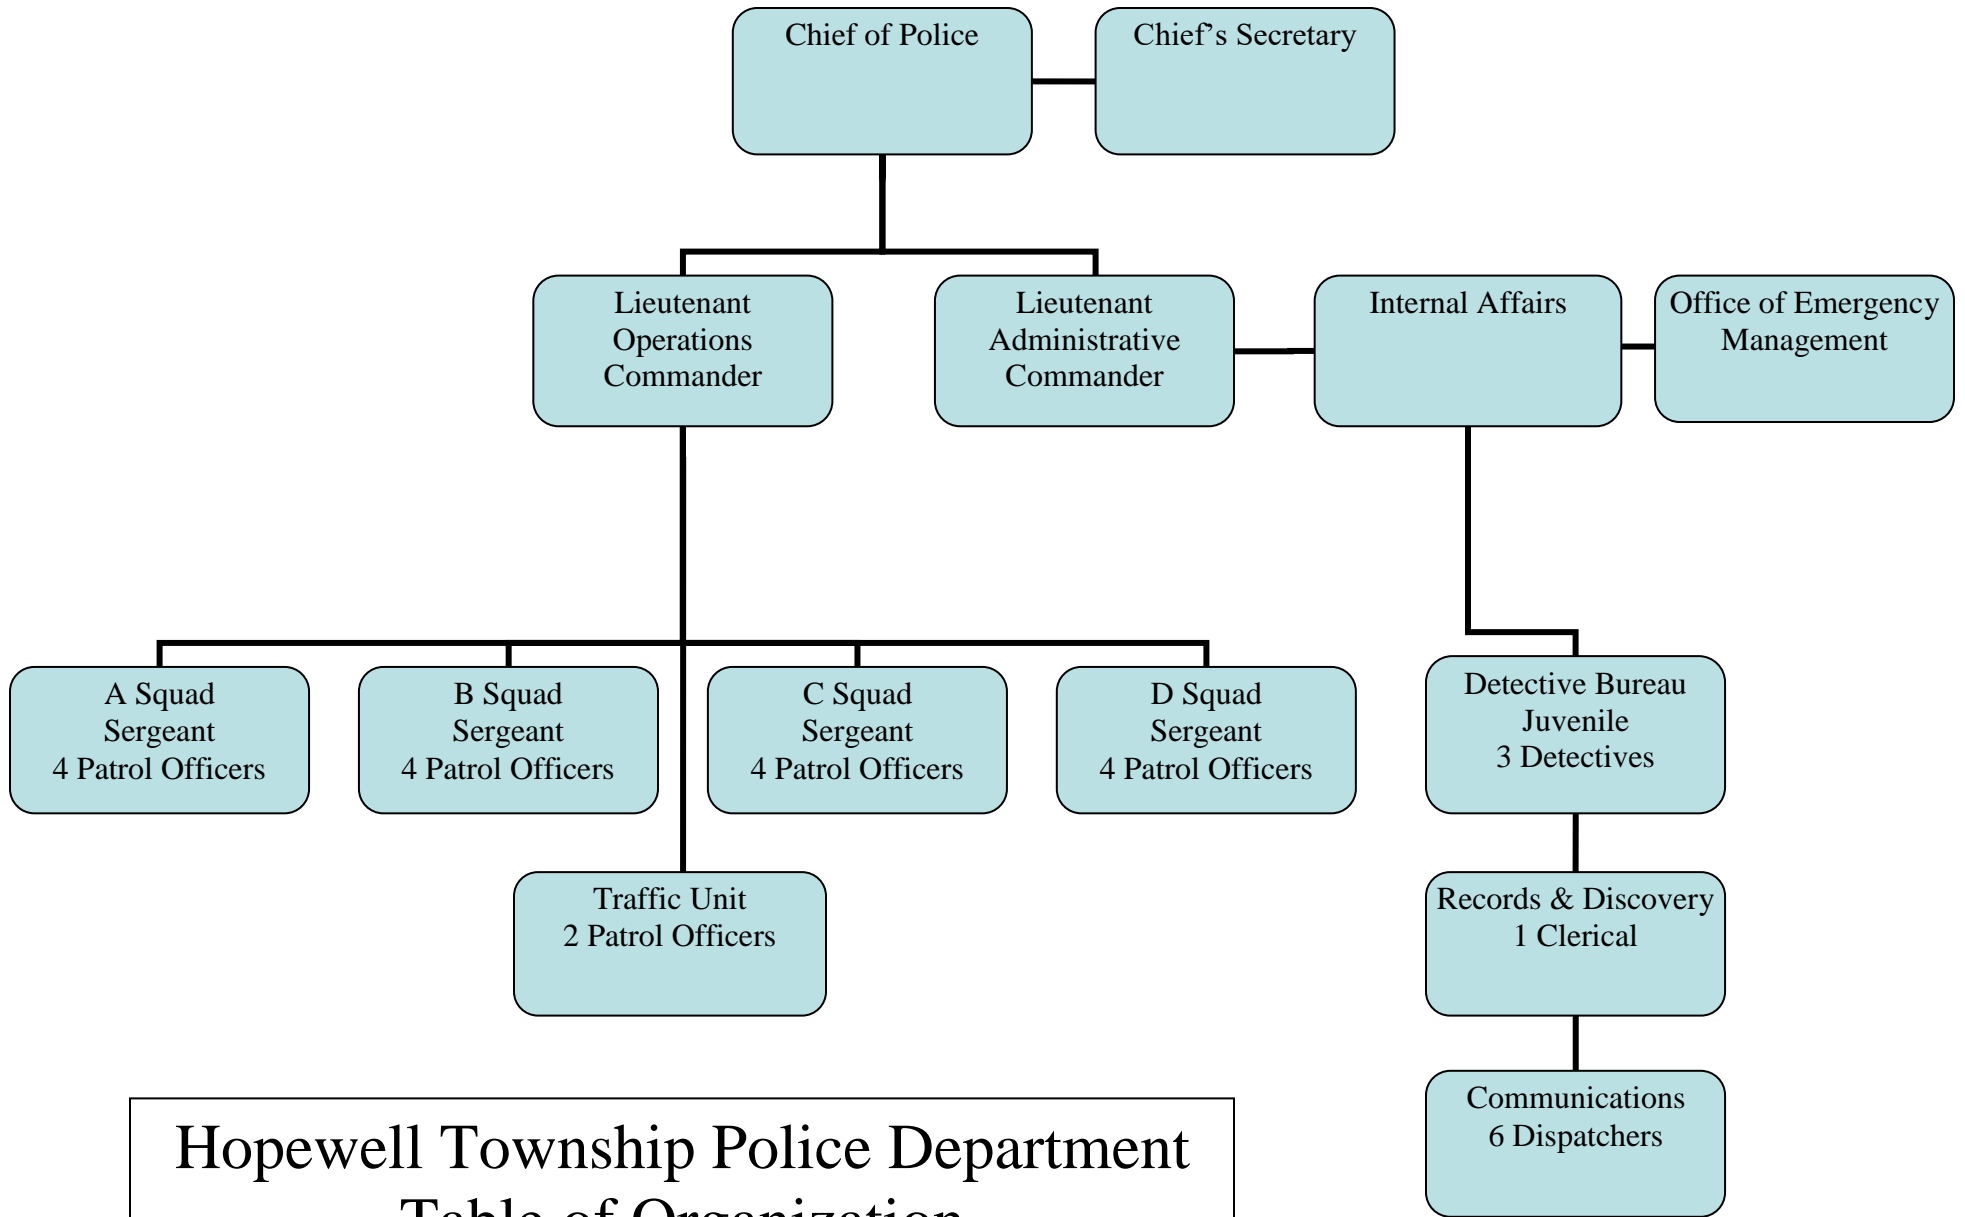 Chief of Police
Chief's Secretary
Lieutenant
Operations
Commander
Lieutenant
Administrative
Commander
Internal Affairs
Office of Emergency
Management
A Squad
Sergeant
4 Patrol Officers
B Squad
Sergeant
4 Patrol Officers
C Squad
Sergeant
4 Patrol Officers
D Squad
Sergeant
4 Patrol Officers
Detective Bureau
Juvenile
3 Detectives
Traffic Unit
2 Patrol Officers
Records & Discovery
1 Clerical
Communications
6 Dispatchers
Hopewell Township Police Department
Table of Organization